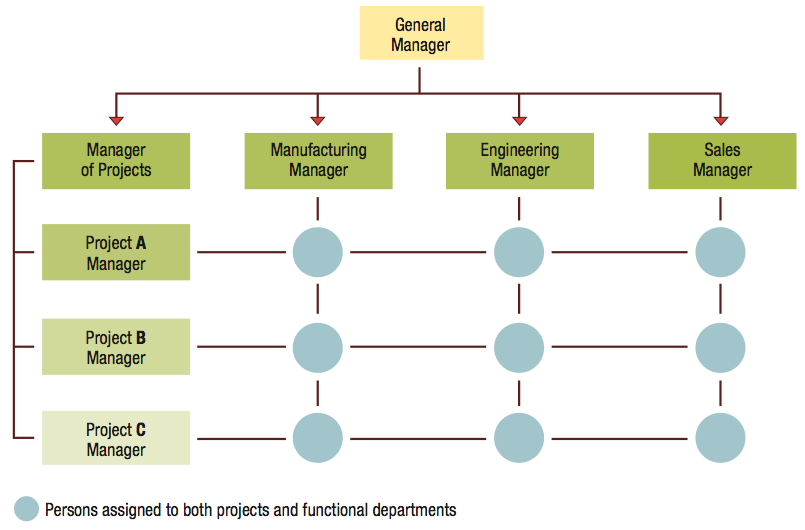 General
Manager
Manager
of Projects
Manufacturing
Manager
Engineering
Manager
Sales
Manager
Project A
Manager
Project B
Manager
Project C
Manager
Persons assigned to both projects and functional departments